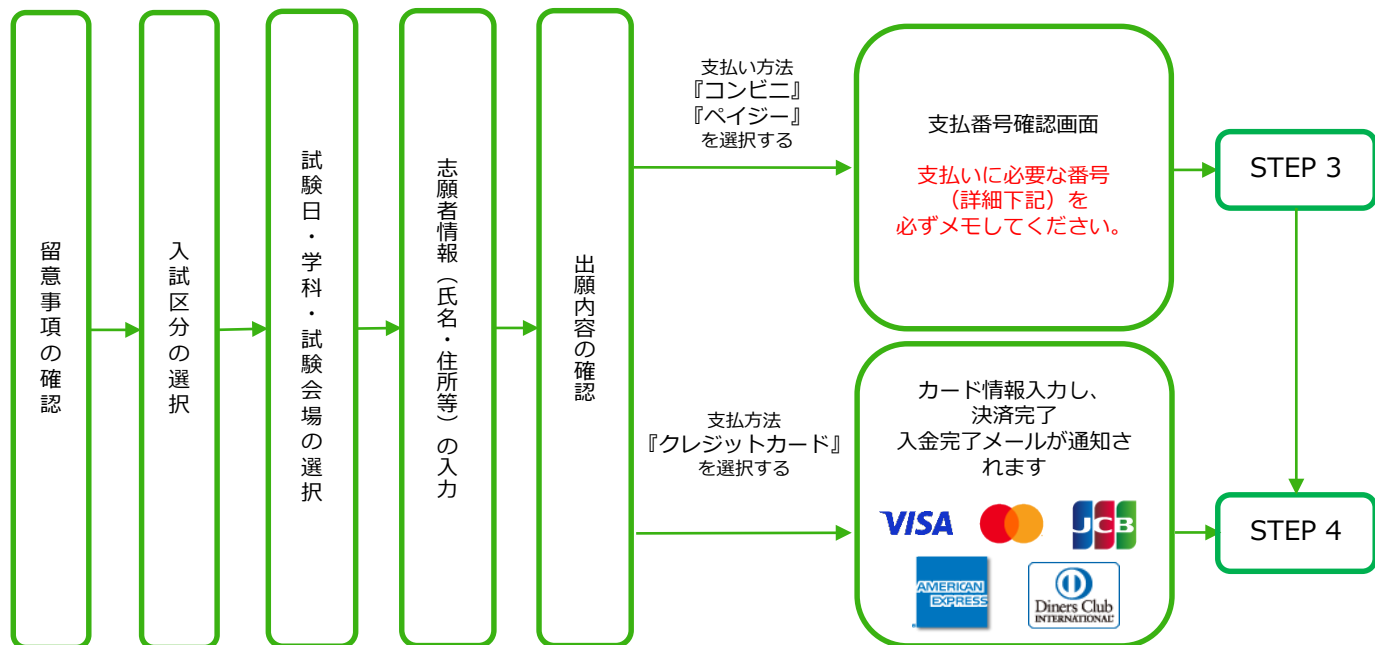 留意事項の確認
入試区分の選択
試験日・学科・試験会場の選択
志願者情報（氏名・住所等）の入力
出願内容の確認
支払い方法
『コンビニ』
『ペイジー』
を選択する
支払番号確認画面
支払いに必要な番号
（詳細下記）を
必ずメモしてください。
STEP 3
支払方法
『クレジットカード』
を選択する
カード情報入力し、
決済完了
入金完了メールが通知さ
れます
VISA
JCB
AMERICAN
EXPRESS
Diners Club
INTERNATIONAL
STEP 4